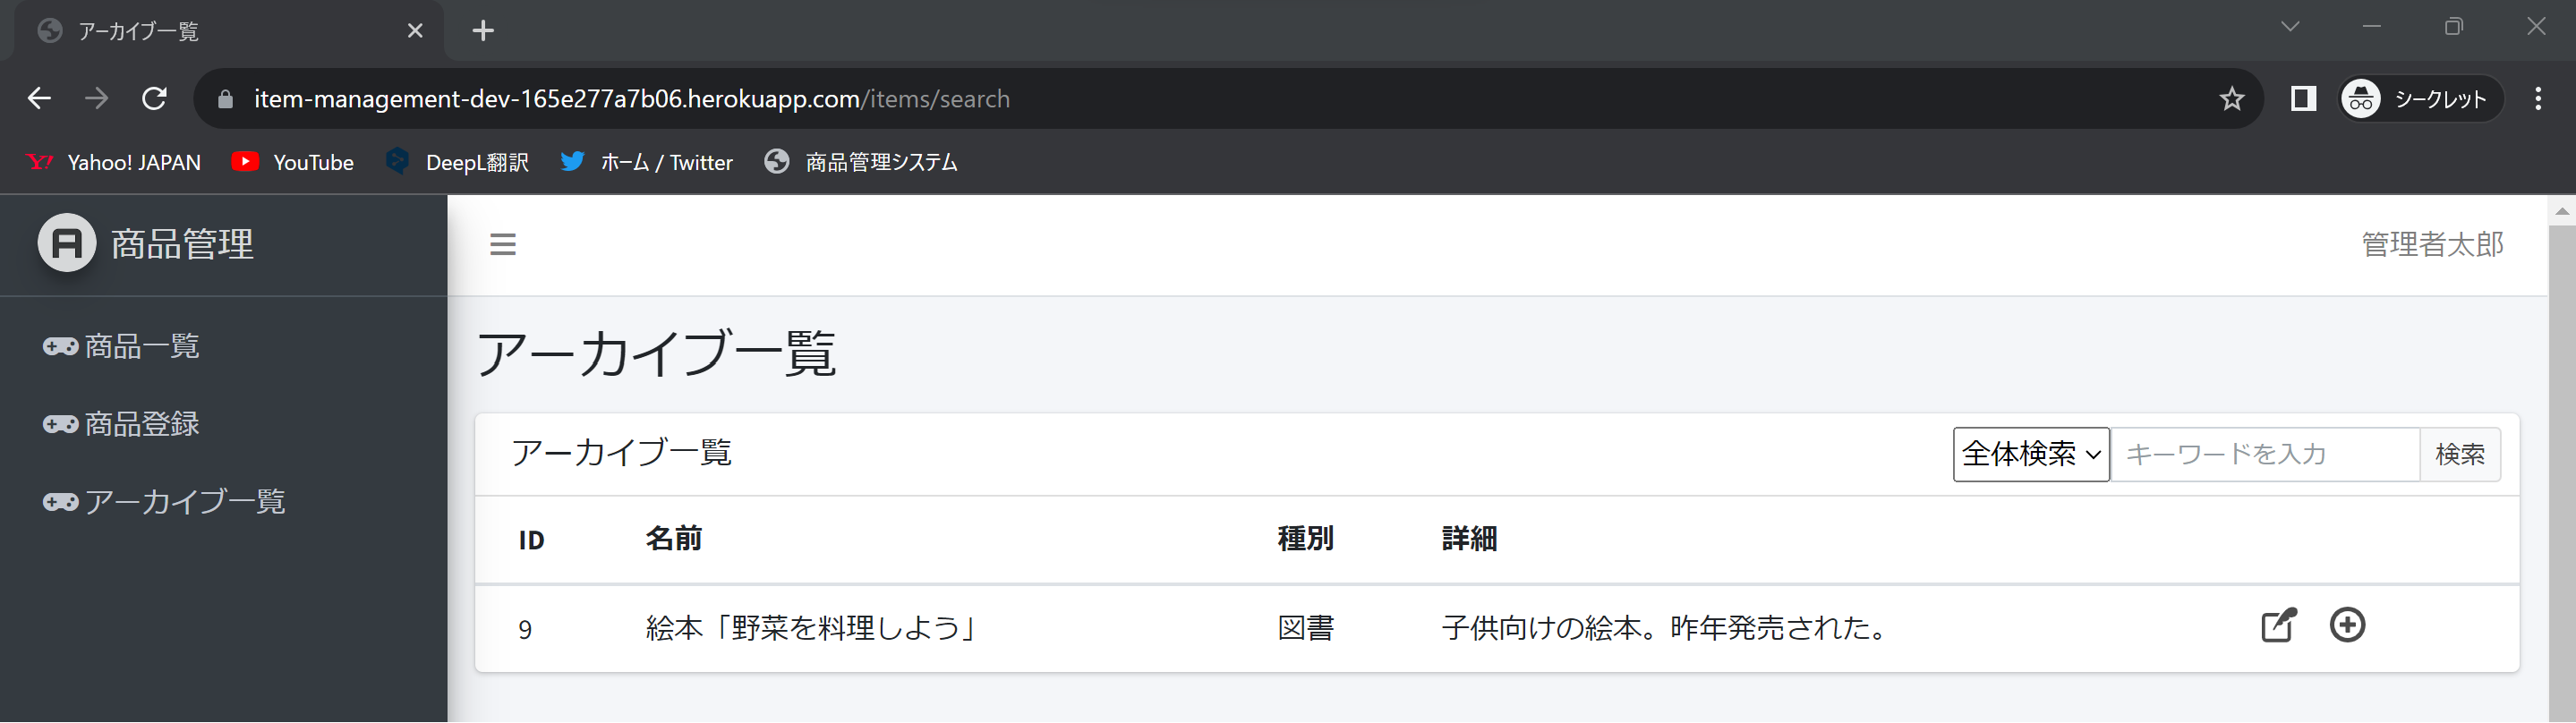 アーカイブ一覧
item-management-dev-165e277a7b06.herokuapp.com/items/search
シークレット
Yahoo! JAPAN YouTube DeepL翻訳 ホーム / Twitter 商品管理システム
商品管理
管理者太郎
商品一覧
商品登録
アーカイブ一覧
アーカイブ一覧
アーカイブ一覧 全体検索 キーワードを入力 検索
ID 名前 種別 詳細
9 絵本「野菜を料理しよう」 図書 子供向けの絵本。昨年発売された。